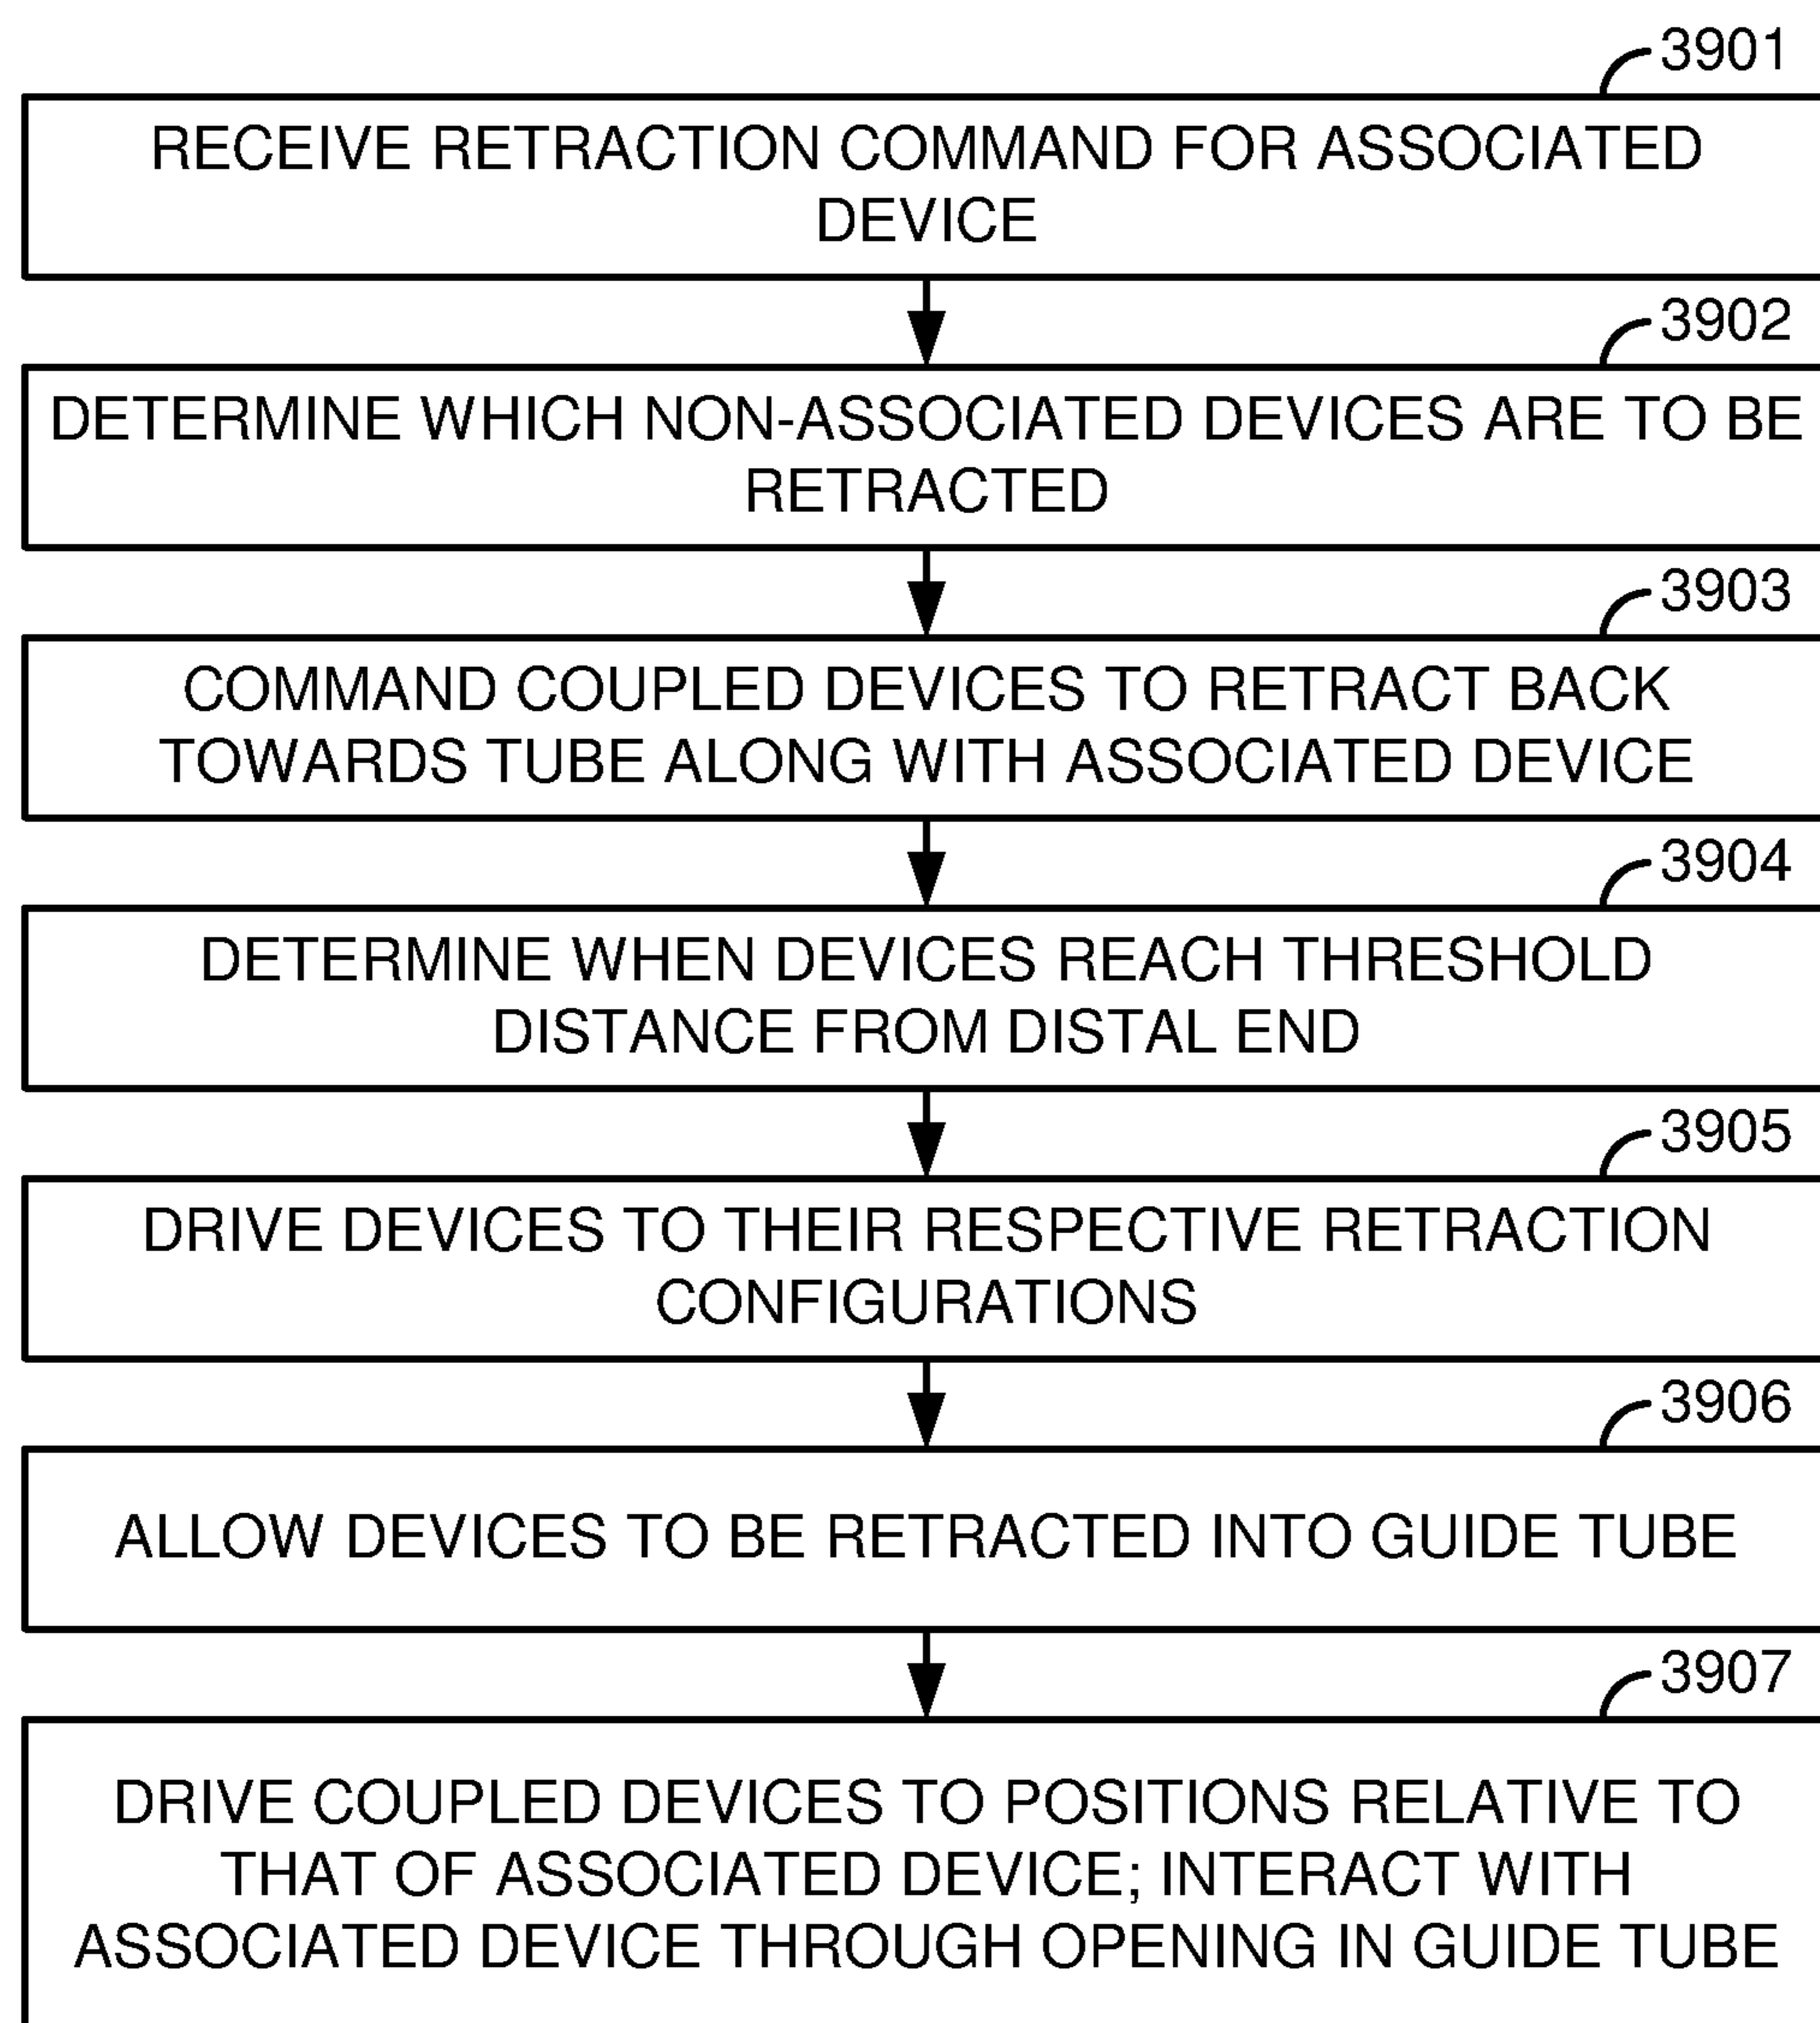 3901
RECEIVE RETRACTION COMMAND FOR ASSOCIATED
DEVICE
3902
DETERMINE WHICH NON-ASSOCIATED DEVICES ARE TO BE
RETRACTED
3903
COMMAND COUPLED DEVICES TO RETRACT BACK
TOWARDS TUBE ALONG WITH ASSOCIATED DEVICE
3904
DETERMINE WHEN DEVICES REACH THRESHOLD
DISTANCE FROM DISTAL END
3905
DRIVE DEVICES TO THEIR RESPECTIVE RETRACTION
CONFIGURATIONS
3906
ALLOW DEVICES TO BE RETRACTED INTO GUIDE TUBE
3907
DRIVE COUPLED DEVICES TO POSITIONS RELATIVE TO
THAT OF ASSOCIATED DEVICE; INTERACT WITH
ASSOCIATED DEVICE THROUGH OPENING IN GUIDE TUBE